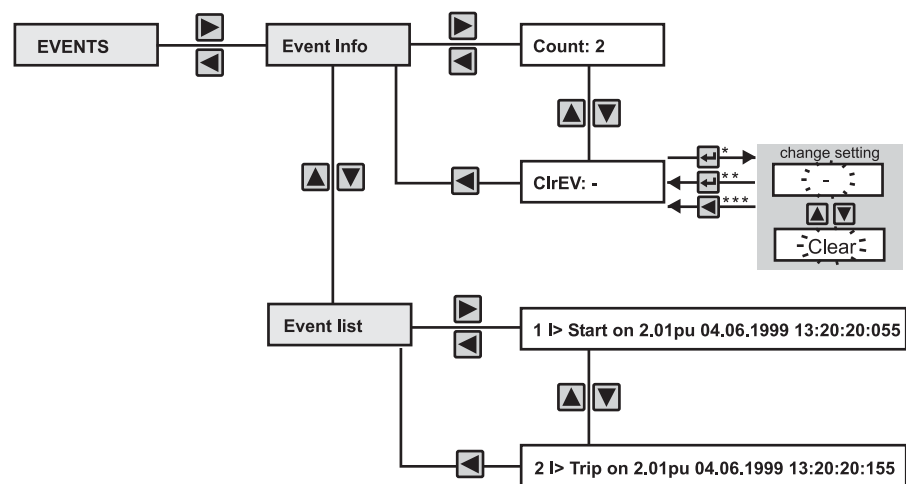 EVENTS
Event Info
Count: 2
ClrEV: -
*
**
***
change setting
-
Clear
Event list
1 I> Start on 2.01pu 04.06.1999 13:20:20:055
2 I> Trip on 2.01pu 04.06.1999 13:20:20:155